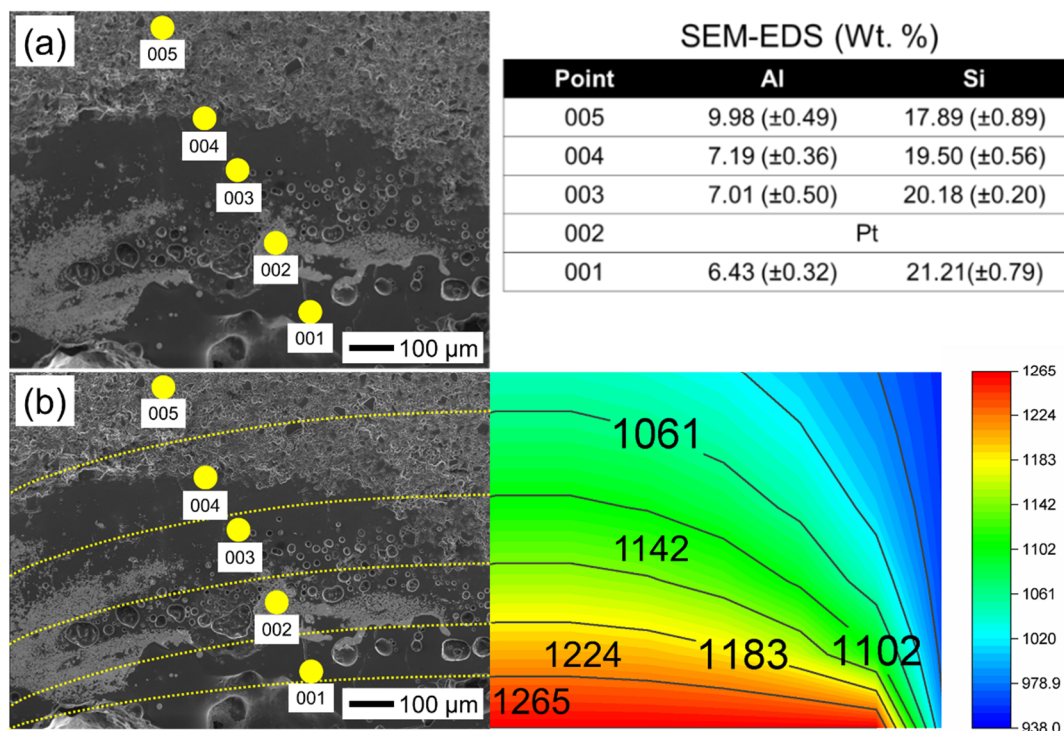 (a)
005
004
003
002
001
100 µm
SEM-EDS (Wt. %)
Point Al Si
005 9.98 (±0.49) 17.89 (±0.89)
004 7.19 (±0.36) 19.50 (±0.56)
003 7.01 (±0.50) 20.18 (±0.20)
002 Pt
001 6.43 (±0.32) 21.21(±0.79)
(b)
005
004
003
002
001
100 µm
1061
1142
1102
1183
1224
1265
1265
1224
1183
1142
1102
1061
1020
978.9
940.0
938.0